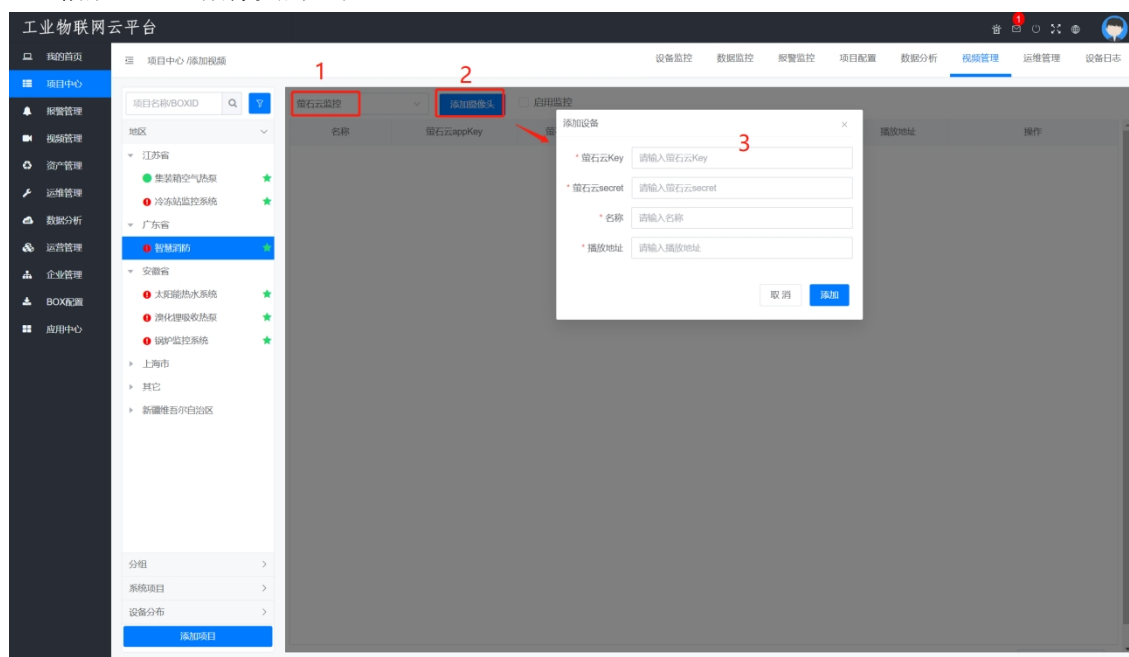 工业物联网云平台
1
我的首页
项目中心
报警管理
视频管理
资产管理
运维管理
数据分析
运营管理
企业管理
BOX配置
应用中心
项目中心 /添加视频
设备监控 数据监控 报警监控 项目配置 数据分析 视频管理 运维管理 设备日志
项目名称/BOXID
地区
江苏省
集装箱空气热泵
冷冻站监控系统
广东省
智慧消防
安徽省
太阳能热水系统
溴化锂吸收热泵
锅炉监控系统
上海市
其它
新疆维吾尔自治区
分组
系统项目
设备分布
添加项目
1
2
萤石云监控
添加摄像头
启用监控
名称 萤石云appKey 播放地址 操作
添加设备
3
* 萤石云Key 请输入萤石云Key
* 萤石云secret 请输入萤石云secret
* 名称 请输入名称
* 播放地址 请输入播放地址
取消 添加